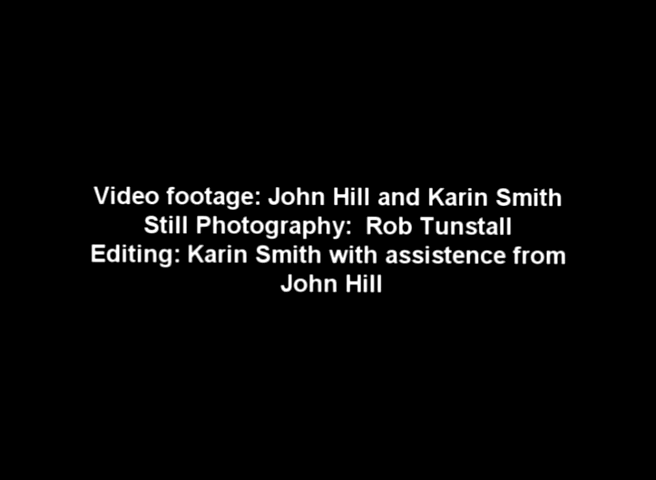 Video footage: John Hill and Karin Smith
Still Photography:  Rob Tunstall
Editing: Karin Smith with assistence from
John Hill